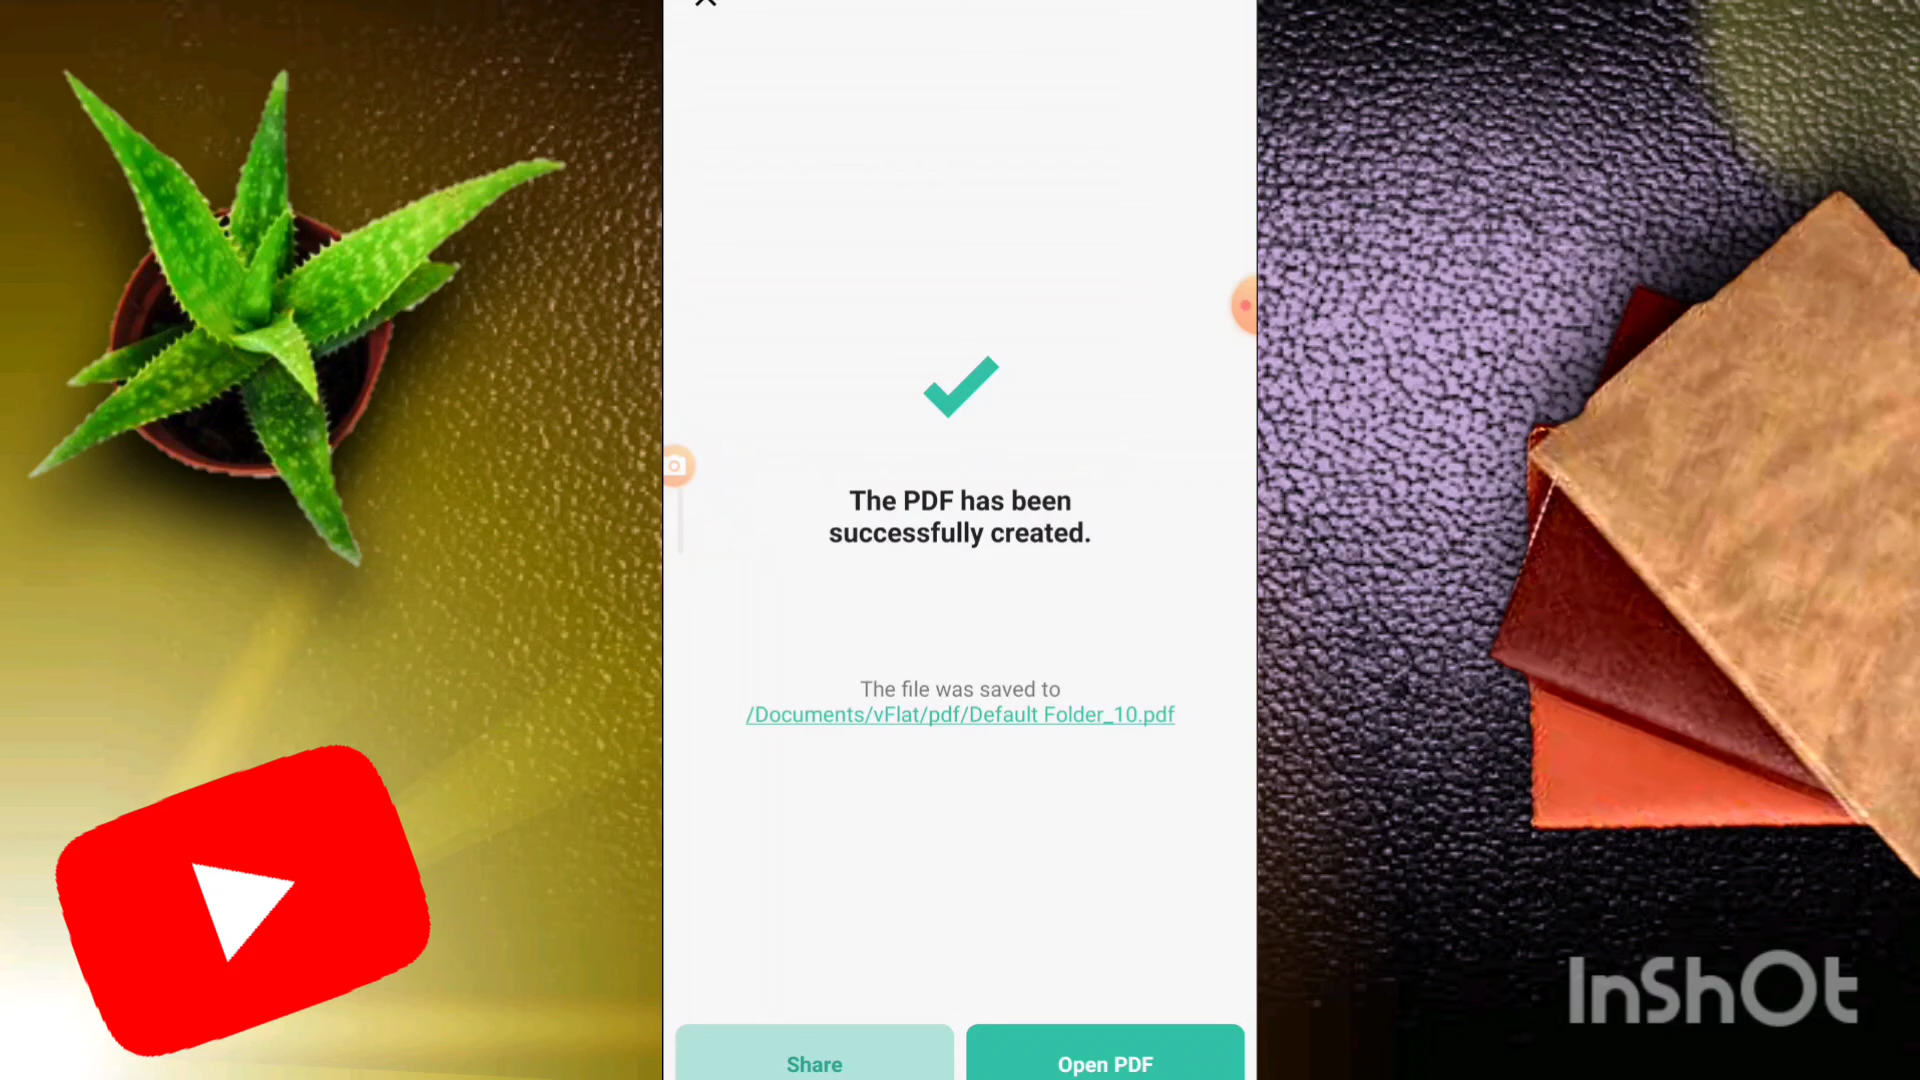 The PDF has been
successfully created.
The file was saved to
/Documents/vFlat/pdf/Default Folder_10.pdf
Share
Open PDF
InShOt